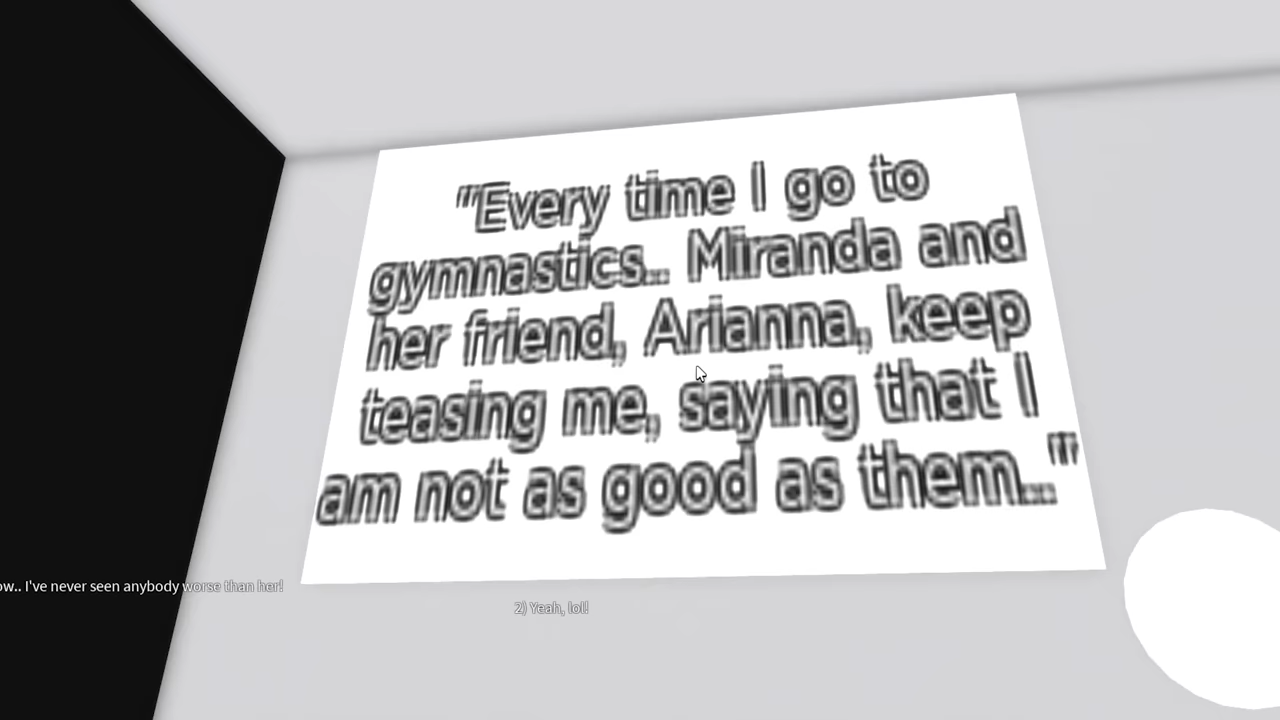 "Every time I go to
gymnastics.. Miranda and
her friend, Arianna, keep
teasing me, saying that I
am not as good as them..."
I've never seen anybody worse than her!
2) Yeah, lol!